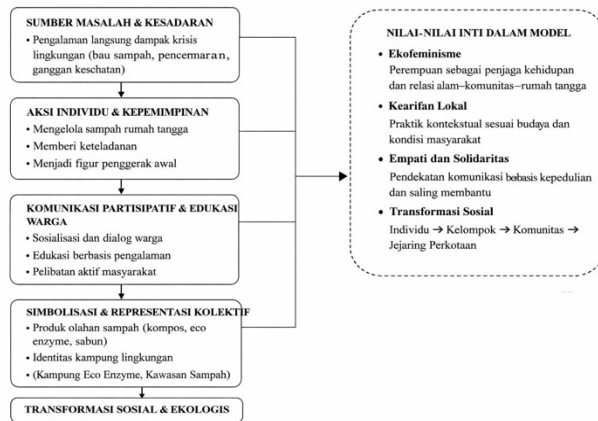 SUMBER MASALAH & KESADARAN
• Pengalaman langsung dampak krisis
lingkungan (bau sampah, pencermaran,
ganggan keschatan)
AKSI INDIVIDU & KEPEMIMPINAN
• Mengelola sampah rumah tangga
• Memberi keteladanan
• Menjadi figur penggerak awal
KOMUNIKASI PARTISIPATIF & EDUKASI
WARGA
• Sosialisasi dan dialog warga
• Edukasi berbasis pengalaman
• Pelibatan aktif masyarakat
SIMBOLISASI & REPRESENTASI KOLEKTIF
• Produk olahan sampah (kompos, eco
enzyme, sabun)
• Identitas kampung lingkungan
• (Kampung Eco Enzyme, Kawasan Sampah)
TRANSFORMASI SOSIAL & EKOLOGIS
NILAI-NILAI INTI DALAM MODEL
• Ekofeminisme
Perempuan sebagai penjaga kehidupan
dan relasi alam–komunitas–rumah tangga
• Kearifan Lokal
Praktik kontekstual sesuai budaya dan
kondisi masyarakat
• Empati dan Solidaritas
Pendekatan komunikasi bebasis kepedulian
dan saling membantu
• Transformasi Sosial
Individu → Kelompok → Komunitas →
Jejaring Perkotaan